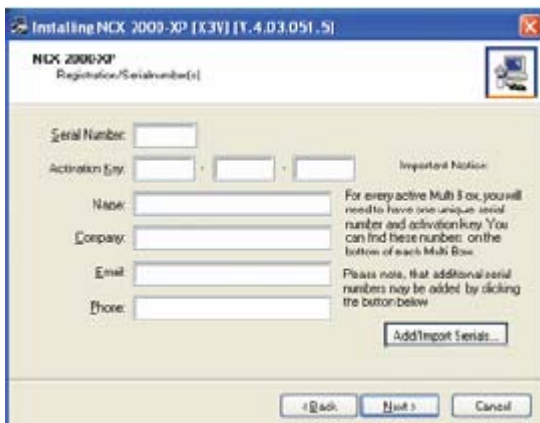 Installing NCX 2000-XP [X3V] [V.4.03.051.5]
NCX 2000-XP
Registration/Serialnumber(s)
Serial Number:
Activation Key: - -
Important Notice:
Name:
For every active Multi Box, you will
need to have one unique serial
number and activation key. You
can find these numbers on the
bottom of each Multi Box.
Company:
Email:
Please note, that additional serial
numbers may be added by clicking
the button below
Phone:
Add/Import Serials...
< Back
Next >
Cancel